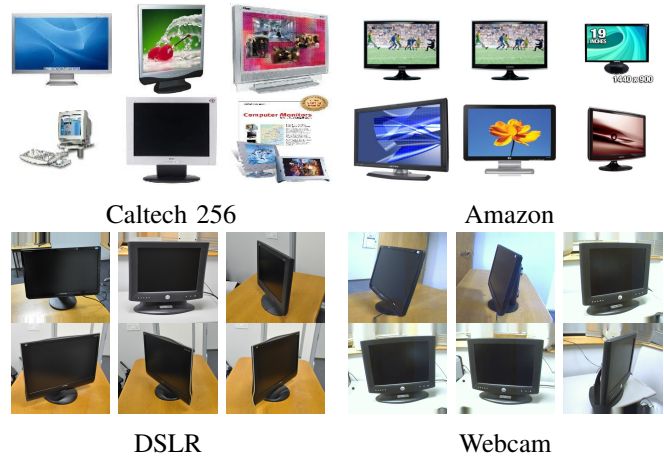 19
INCHES
1440 x 900
Computer Monitors
Caltech 256
Amazon
DSLR
Webcam